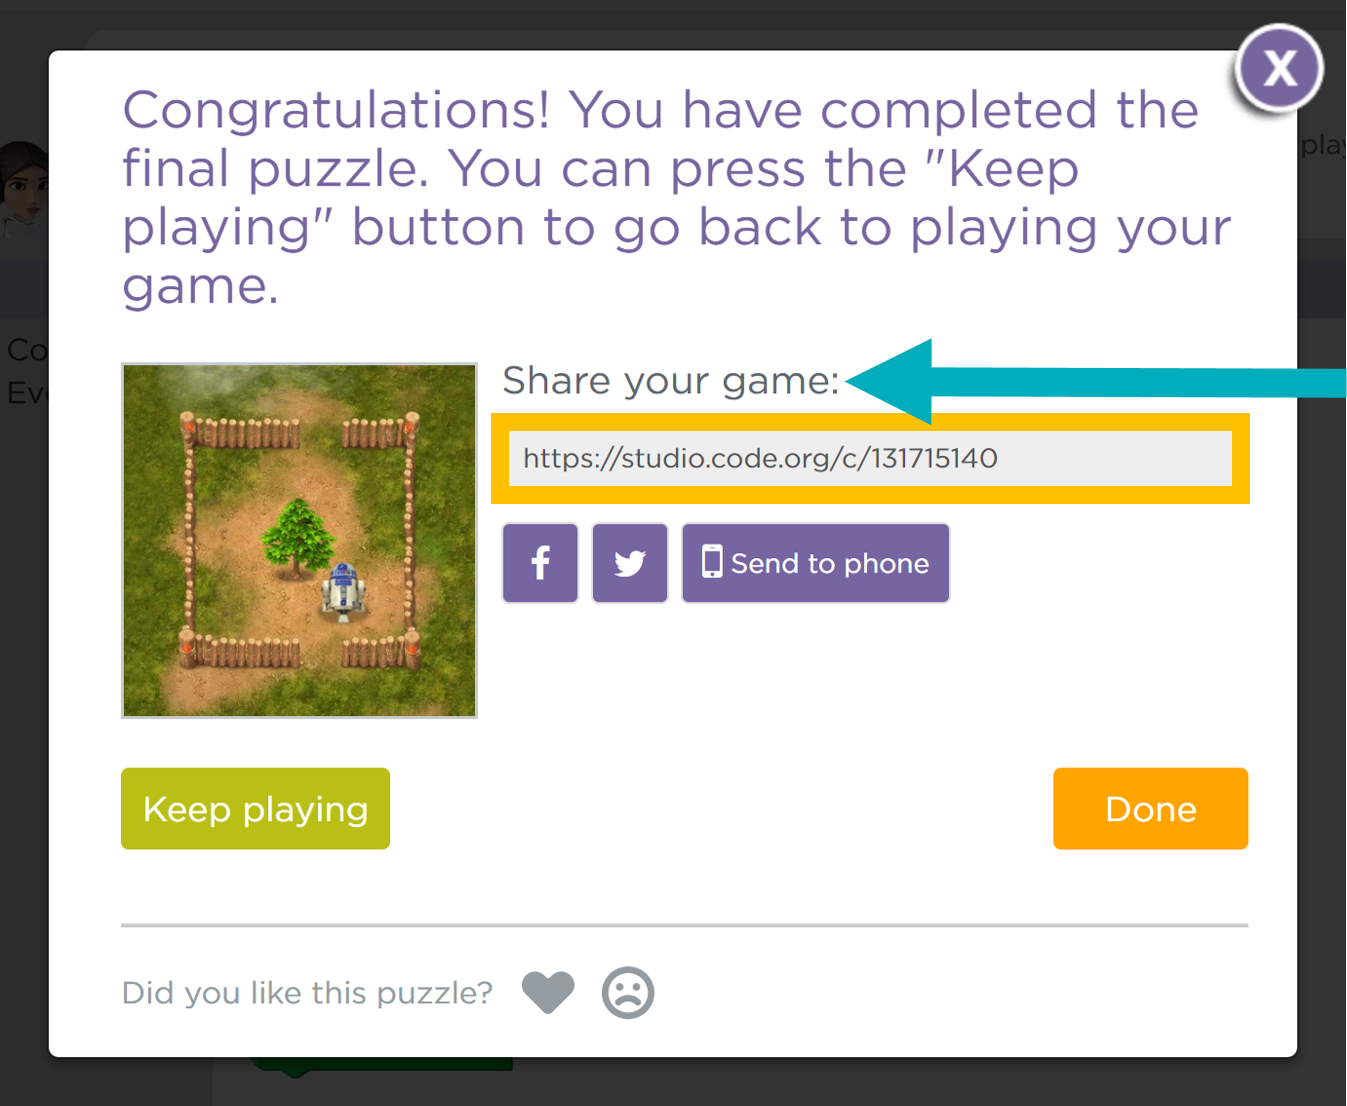 X
Congratulations! You have completed the
final puzzle. You can press the "Keep
playing" button to go back to playing your
game.
play
Co
Eve
Share your game:
https://studio.code.org/c/131715140
f
Send to phone
Keep playing
Done
Did you like this puzzle?